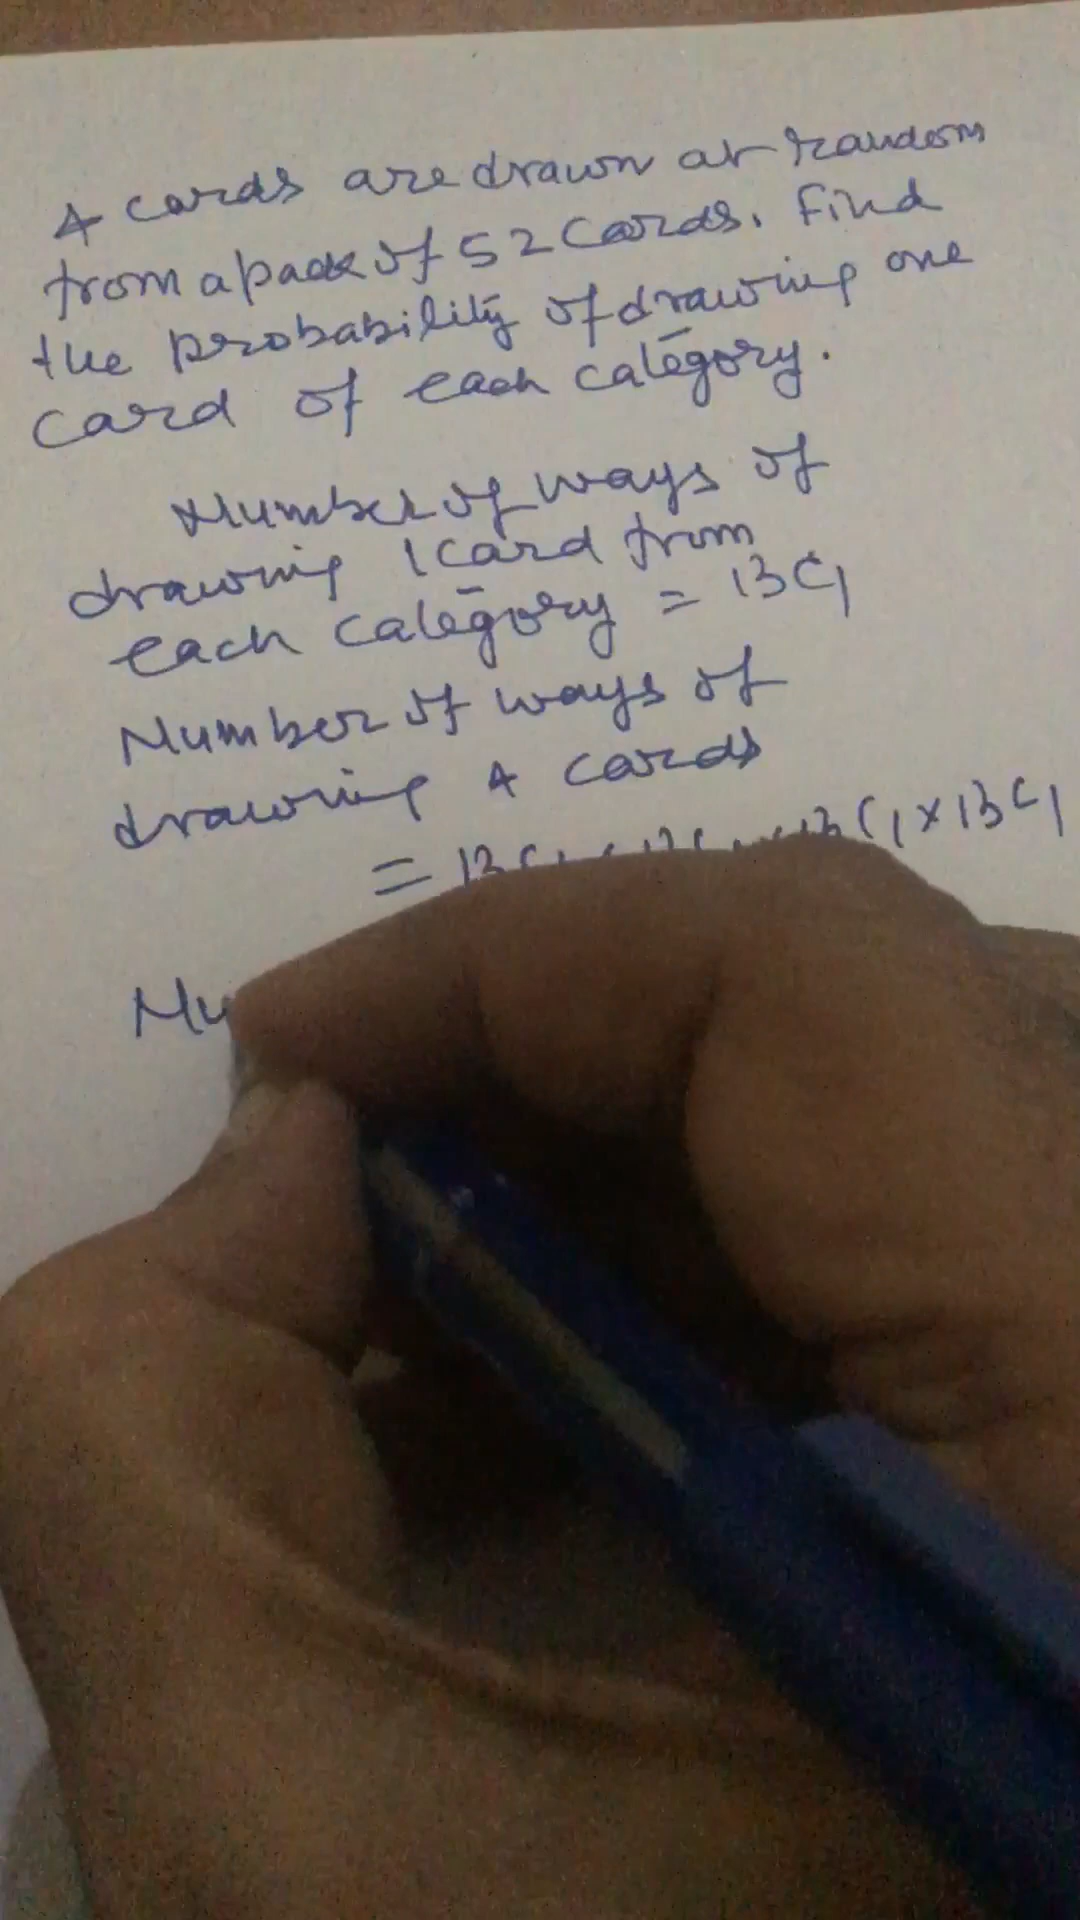 4 cards are drawn at random
from a pack of 52 cards. Find
the probability of drawing one
card of each category.
Number of ways of
drawing 1 card from
each category = 13C1
Number of ways of
drawing 4 cards
= 13C1 × 13C1 × 13C1 × 13C1